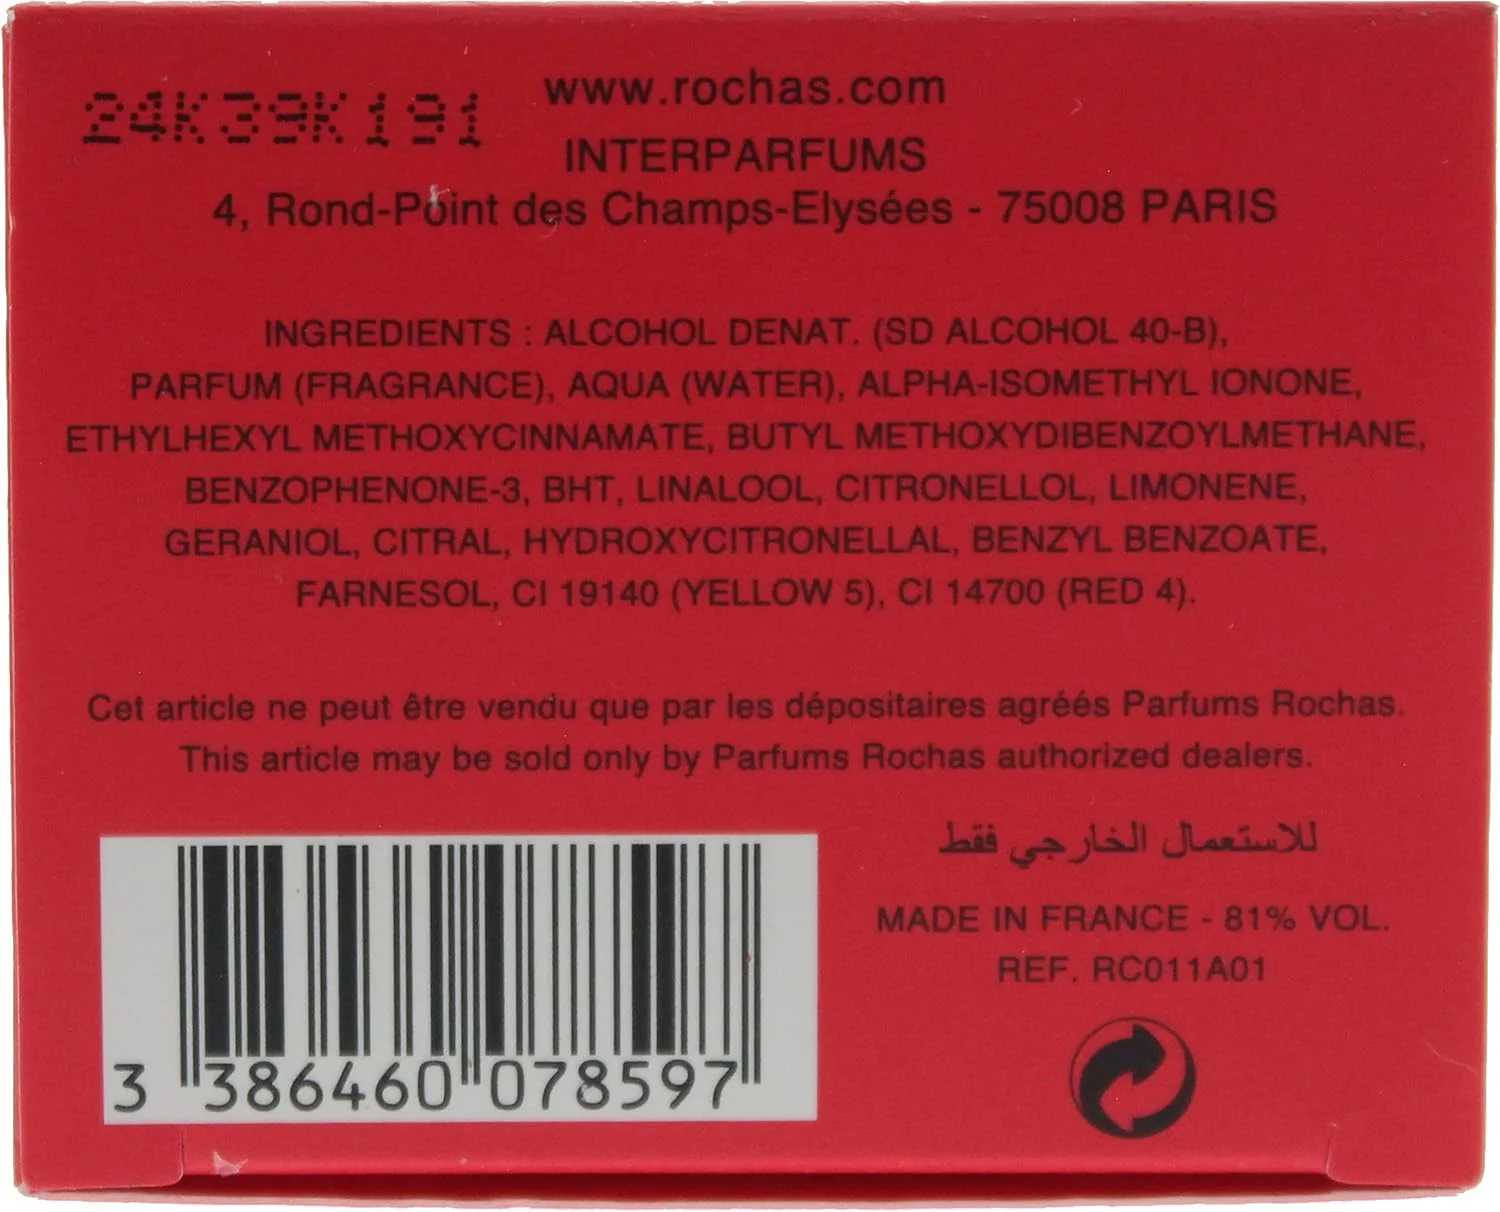 24K39K191
www.rochas.com
INTERPARFUMS
4, Rond-Point des Champs-Elysées - 75008 PARIS
INGREDIENTS : ALCOHOL DENAT. (SD ALCOHOL 40-B),
PARFUM (FRAGRANCE), AQUA (WATER), ALPHA-ISOMETHYL IONONE,
ETHYLHEXYL METHOXYCINNAMATE, BUTYL METHOXYDIBENZOYLMETHANE,
BENZOPHENONE-3, BHT, LINALOOL, CITRONELLOL, LIMONENE,
GERANIOL, CITRAL, HYDROXYCITRONELLAL, BENZYL BENZOATE,
FARNESOL, CI 19140 (YELLOW 5), CI 14700 (RED 4).
Cet article ne peut être vendu que par les dépositaires agréés Parfums Rochas.
This article may be sold only by Parfums Rochas authorized dealers.
للاستعمال الخارجي فقط
MADE IN FRANCE - 81% VOL.
REF. RC011A01
3 386460 078597